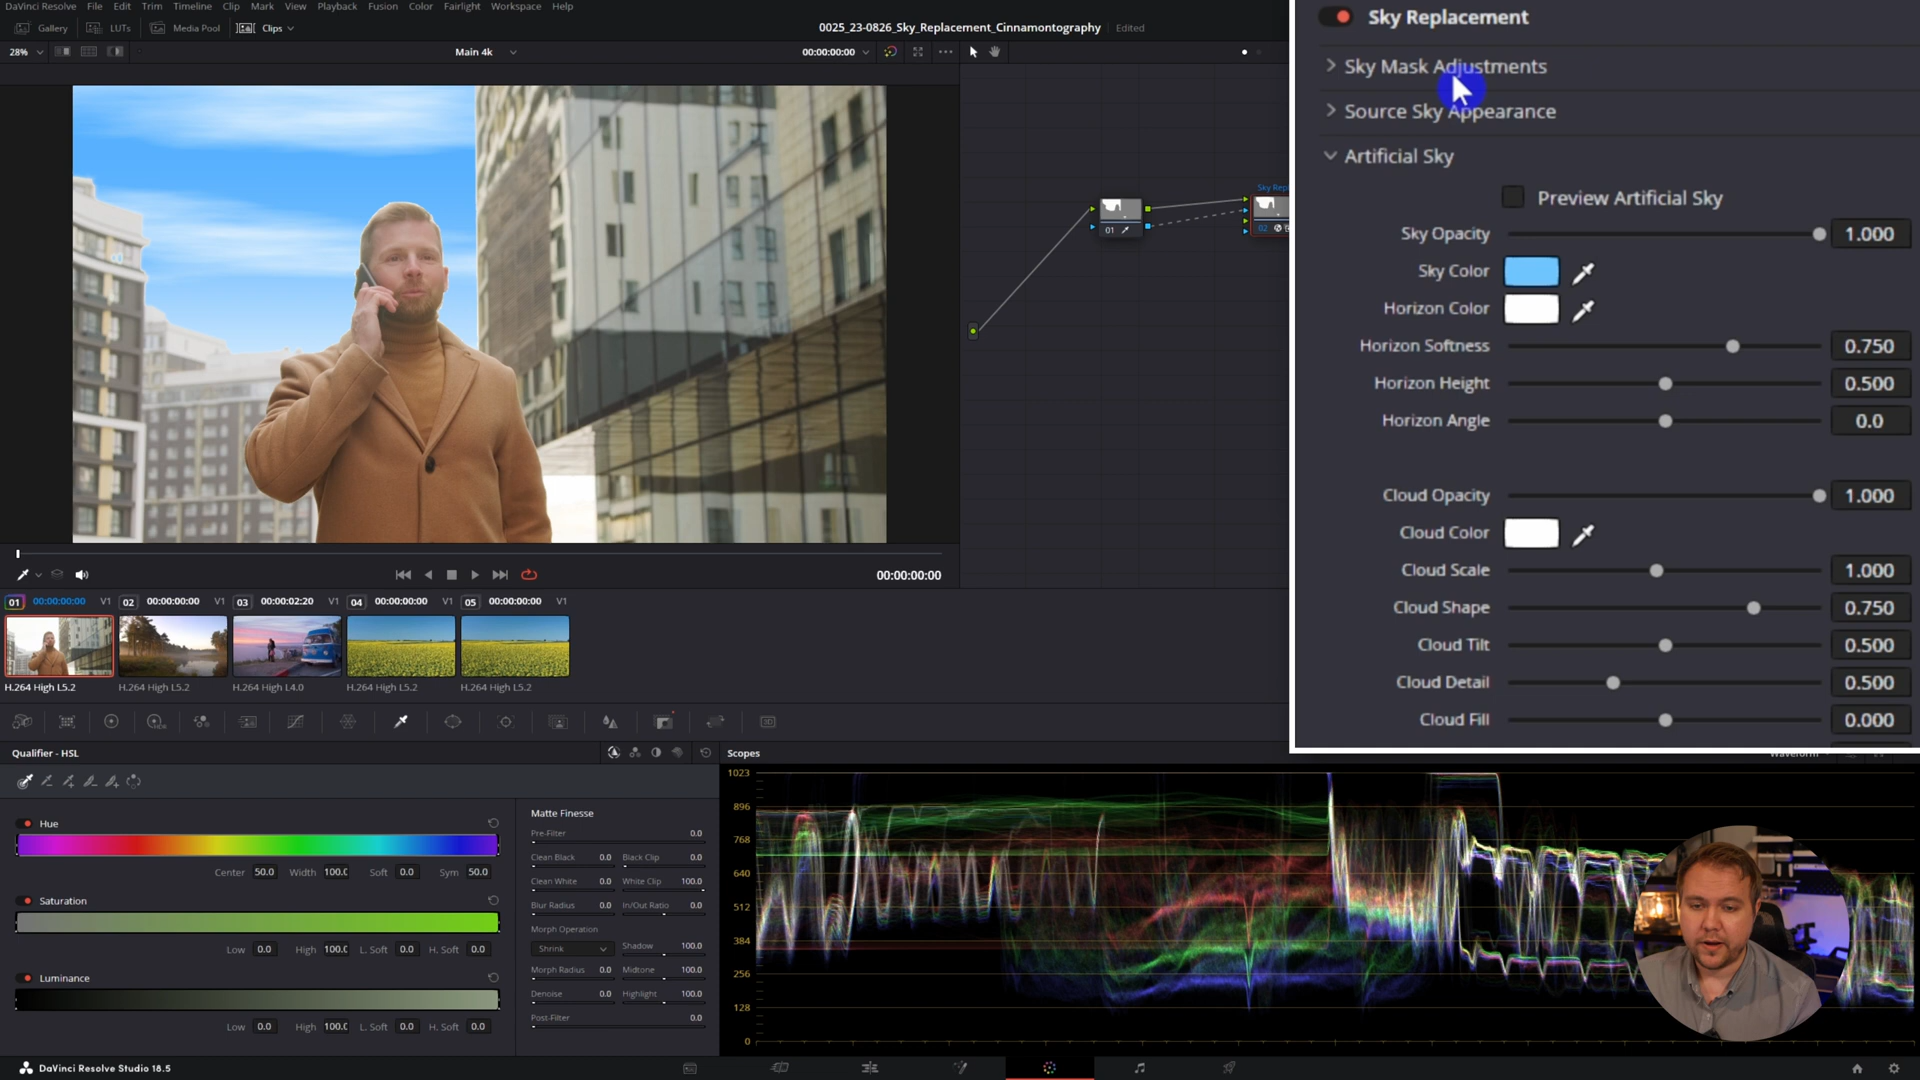 DaVinci Resolve File Edit Trim Timeline Clip Mark View Playback Fusion Color Fairlight Workspace Help
Gallery LUTs Media Pool Clips 0025_23-0826_Sky_Replacement_Cinnamontography Edited
28% Main 4k 00:00:00:00
Sky Replacement
Sky Mask Adjustments
Source Sky Appearance
Artificial Sky
Preview Artificial Sky
Sky Opacity 1.000
Sky Color
Horizon Color
Horizon Softness 0.750
Horizon Height 0.500
Horizon Angle 0.0
Cloud Opacity 1.000
Cloud Color
Cloud Scale 1.000
Cloud Shape 0.750
Cloud Tilt 0.500
Cloud Detail 0.500
Cloud Fill 0.000
Sky Rep
01
02
00:00:00:00
01 00:00:00:00 V1 02 00:00:00:00 V1 03 00:00:02:20 V1 04 00:00:00:00 V1 05 00:00:00:00 V1
H.264 High L5.2 H.264 High L5.2 H.264 High L4.0 H.264 High L5.2 H.264 High L5.2
Qualifier - HSL
Hue
Center 50.0 Width 100.0 Soft 0.0 Sym 50.0
Saturation
Low 0.0 High 100.0 L. Soft 0.0 H. Soft 0.0
Luminance
Low 0.0 High 100.0 L. Soft 0.0 H. Soft 0.0
Matte Finesse
Pre-Filter 0.0
Clean Black 0.0 Black Clip 0.0
Clean White 0.0 White Clip 100.0
Blur Radius 0.0 In/Out Ratio 0.0
Morph Operation
Shrink Shadow 100.0
Morph Radius 0.0 Midtone 100.0
Denoise 0.0 Highlight 100.0
Post-Filter 0.0
Scopes Waveform
1023
896
768
640
512
384
256
128
0
DaVinci Resolve Studio 18.5